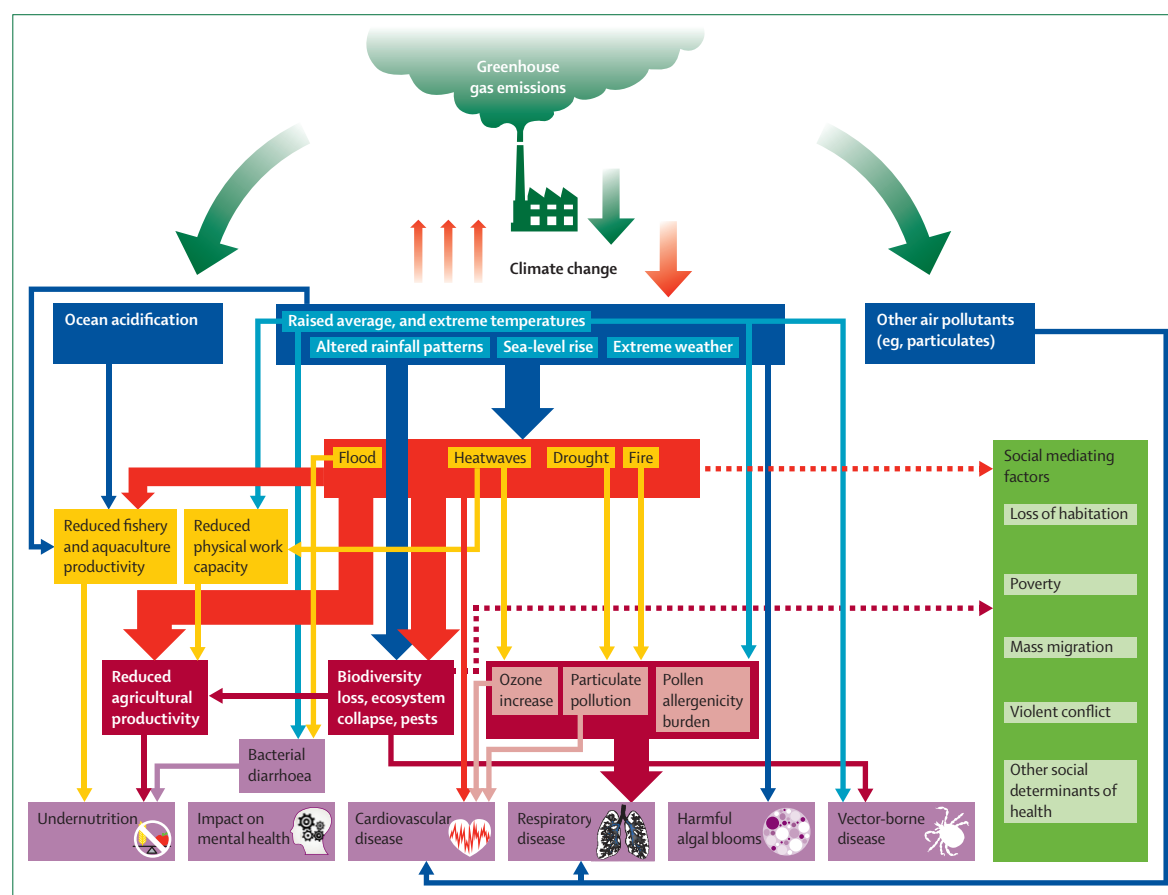 Greenhouse
gas emissions
Climate change
Ocean acidification
Raised average, and extreme temperatures
Altered rainfall patterns
Sea-level rise
Extreme weather
Other air pollutants
(eg, particulates)
Flood
Heatwaves
Drought
Fire
Social mediating
factors
Loss of habitation
Poverty
Mass migration
Violent conflict
Other social
determinants of
health
Reduced fishery
and aquaculture
productivity
Reduced
physical work
capacity
Reduced
agricultural
productivity
Biodiversity
loss, ecosystem
collapse, pests
Ozone
increase
Particulate
pollution
Pollen
allergenicity
burden
Bacterial
diarrhoea
Undernutrition
Impact on
mental health
Cardiovascular
disease
Respiratory
disease
Harmful
algal blooms
Vector-borne
disease